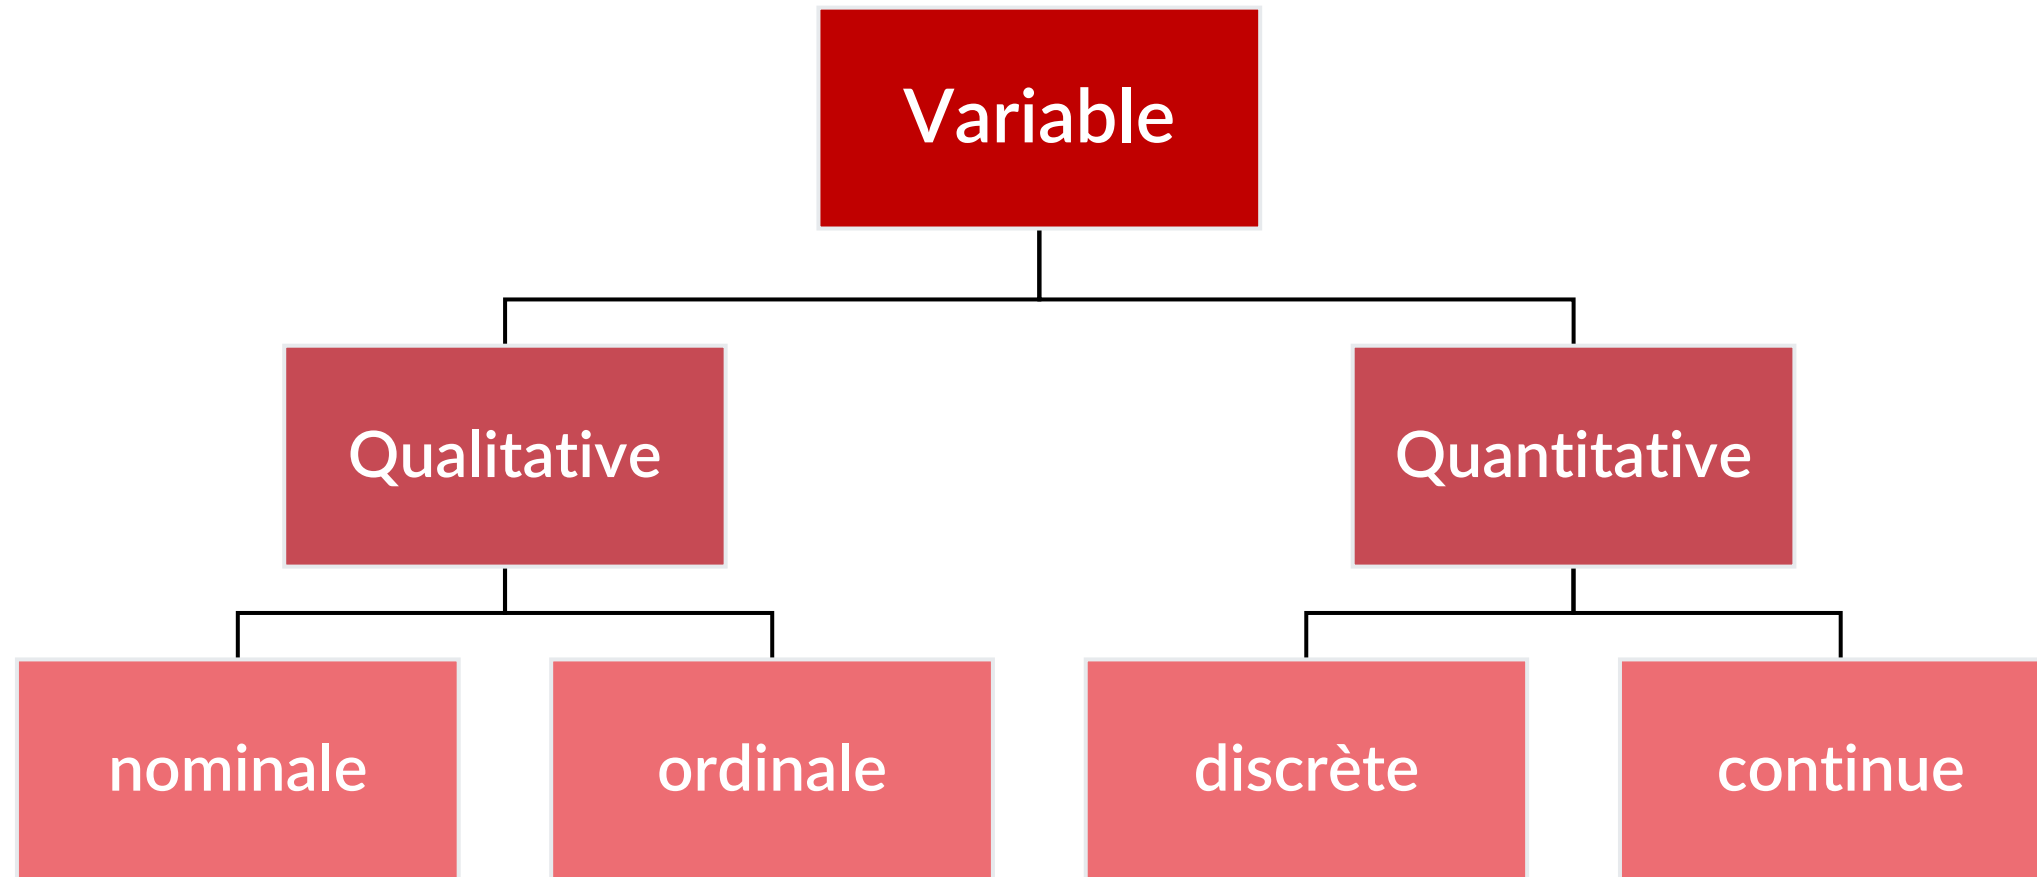 Variable
Qualitative
Quantitative
nominale
ordinale
discrète
continue